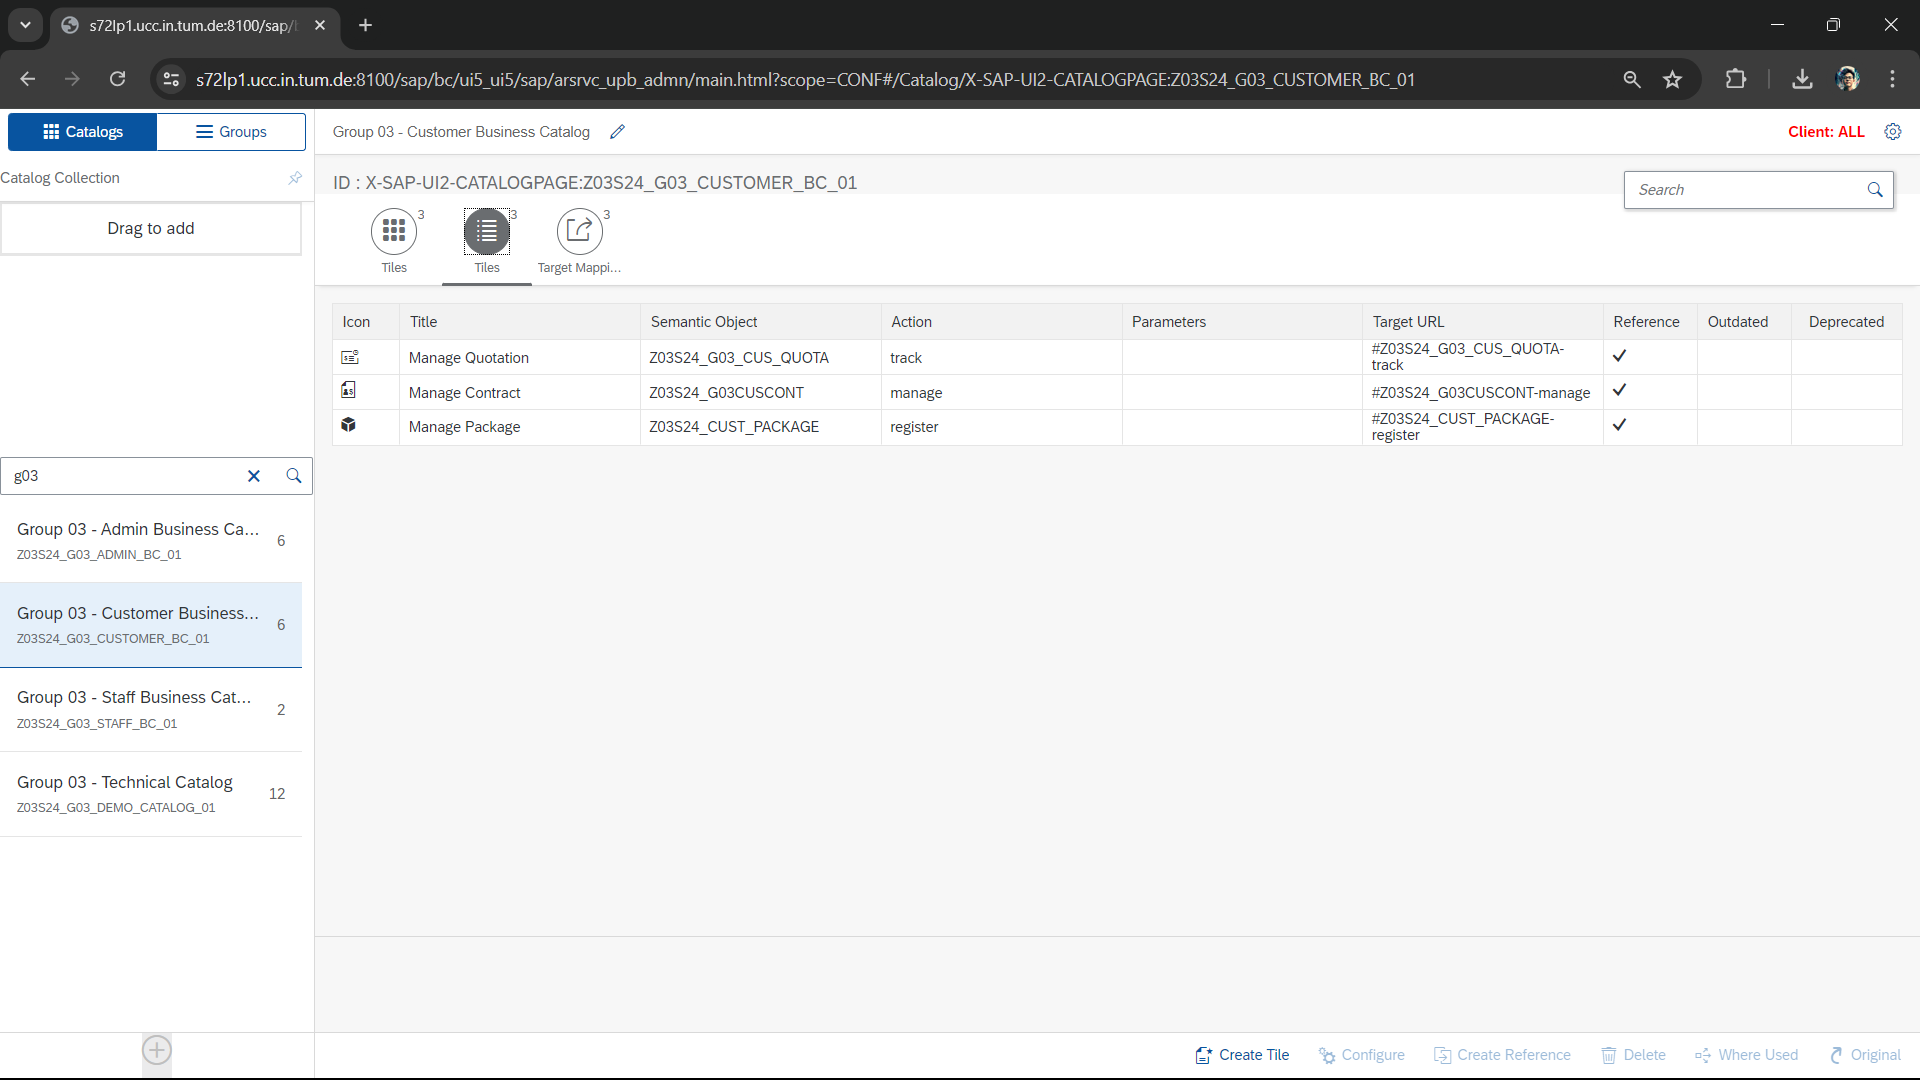 s72lp1.ucc.in.tum.de:8100/sap/b
s72lp1.ucc.in.tum.de:8100/sap/bc/ui5_ui5/sap/arsrvc_upb_admn/main.html?scope=CONF#/Catalog/X-SAP-UI2-CATALOGPAGE:Z03S24_G03_CUSTOMER_BC_01
Catalogs
Groups
Catalog Collection
Drag to add
g03
Group 03 - Admin Business Ca...
6
Z03S24_G03_ADMIN_BC_01
Group 03 - Customer Business...
6
Z03S24_G03_CUSTOMER_BC_01
Group 03 - Staff Business Cat...
2
Z03S24_G03_STAFF_BC_01
Group 03 - Technical Catalog
12
Z03S24_G03_DEMO_CATALOG_01
Group 03 - Customer Business Catalog
Client: ALL
ID : X-SAP-UI2-CATALOGPAGE:Z03S24_G03_CUSTOMER_BC_01
Search
3
Tiles
3
Tiles
3
Target Mappi...
Icon Title Semantic Object Action Parameters Target URL Reference Outdated Deprecated
Manage Quotation Z03S24_G03_CUS_QUOTA track #Z03S24_G03_CUS_QUOTA-
track
Manage Contract Z03S24_G03CUSCONT manage #Z03S24_G03CUSCONT-manage
Manage Package Z03S24_CUST_PACKAGE register #Z03S24_CUST_PACKAGE-
register
Create Tile Configure Create Reference Delete Where Used Original